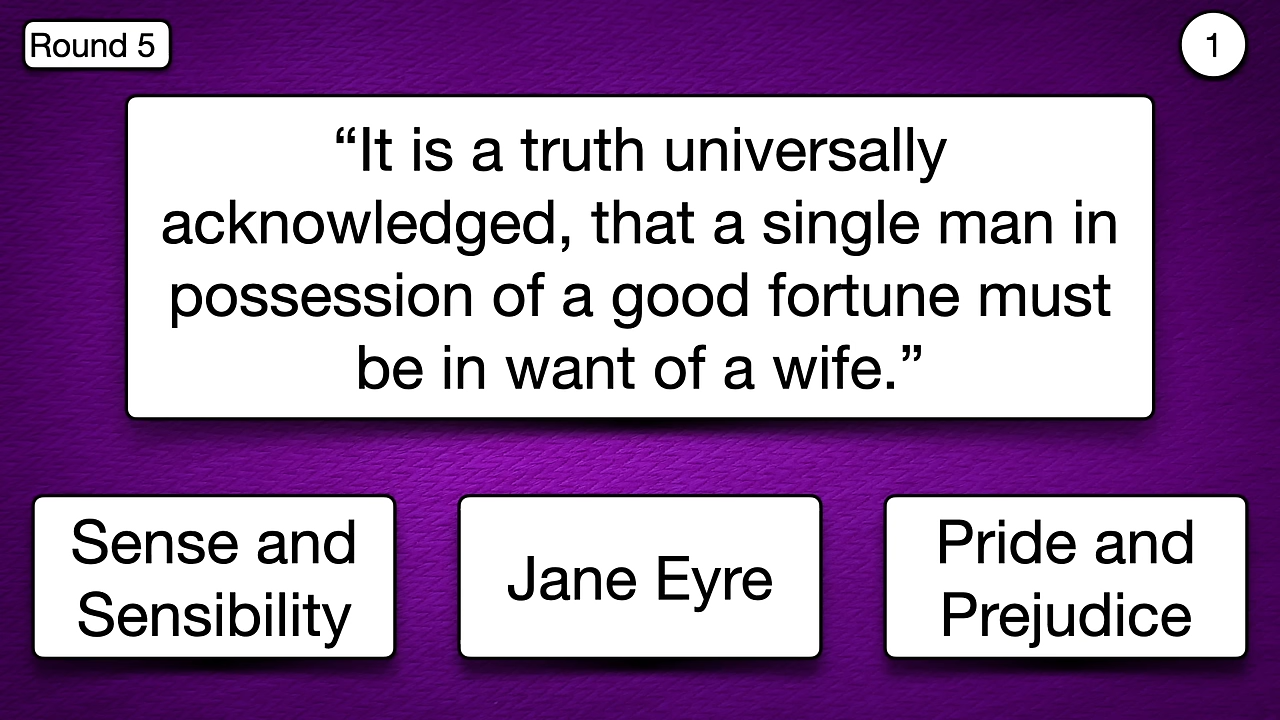 Round 5
1
“It is a truth universally
acknowledged, that a single man in
possession of a good fortune must
be in want of a wife.”
Sense and
Sensibility
Jane Eyre
Pride and
Prejudice